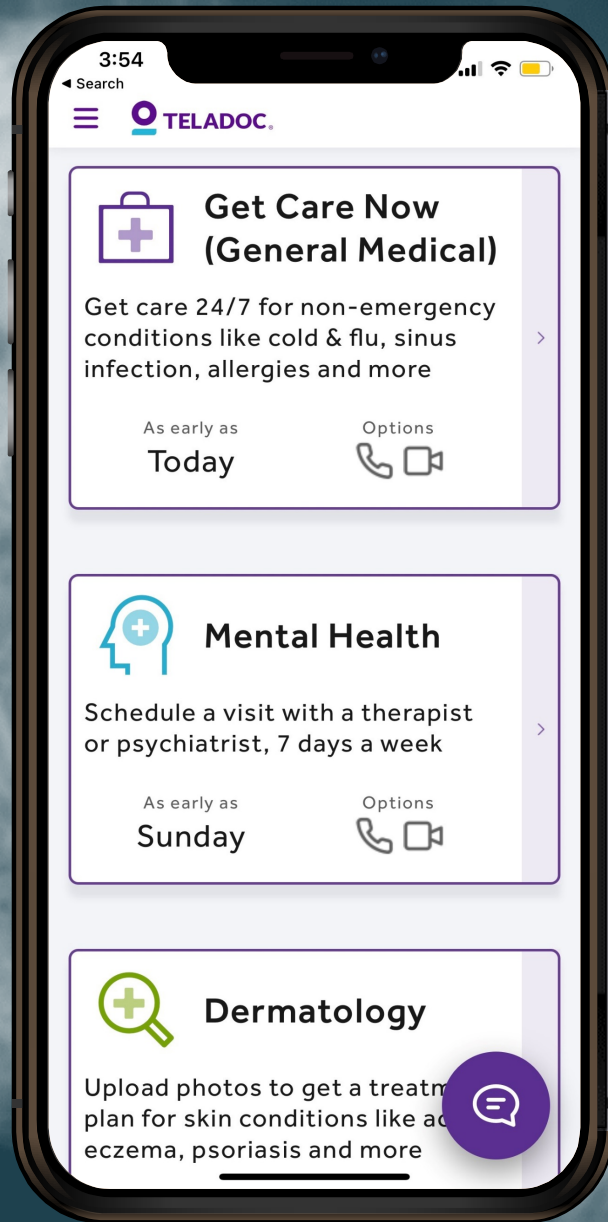 3:54
◀ Search
TELADOC.
Get Care Now
(General Medical)
Get care 24/7 for non-emergency
conditions like cold & flu, sinus
infection, allergies and more
As early as Options
Today
Mental Health
Schedule a visit with a therapist
or psychiatrist, 7 days a week
As early as Options
Sunday
Dermatology
Upload photos to get a
plan for skin conditions like
eczema, psoriasis and more